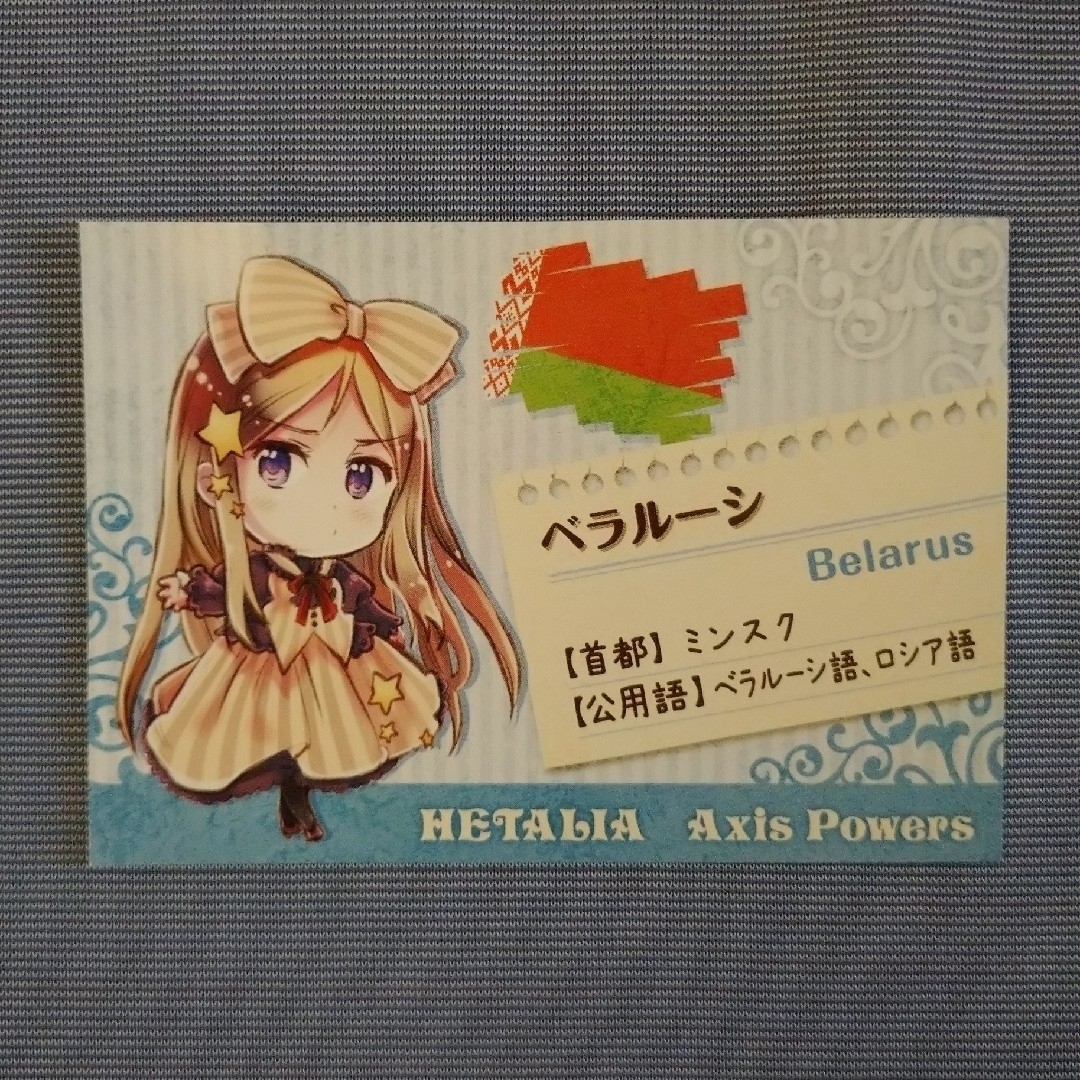 ベラルーシ
Belarus
【首都】ミンスク
【公用語】ベラルーシ語、ロシア語
HETALIA Axis Powers